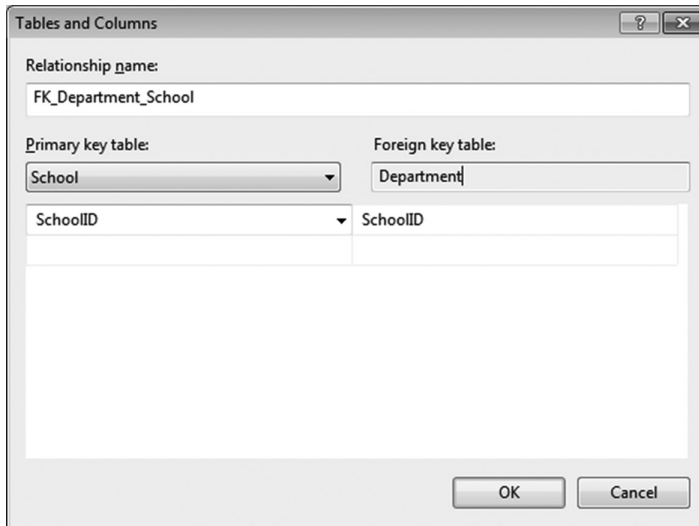 Tables and Columns
?
Relationship name:
FK_Department_School
Primary key table:
Foreign key table:
School
Department
SchoolID
SchoolID
OK
Cancel